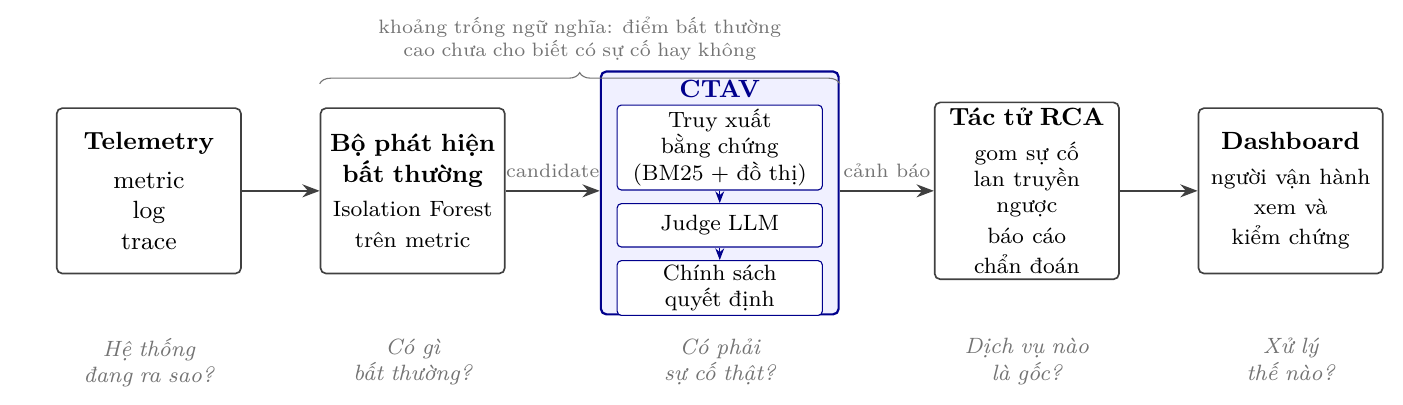 khoảng trống ngữ nghĩa: điểm bất thường
cao chưa cho biết có sự cố hay không
Telemetry
metric
log
trace
Bộ phát hiện
bất thường
Isolation Forest
trên metric
candidate
CTAV
Truy xuất
bằng chứng
(BM25 + đồ thị)
Judge LLM
Chính sách
quyết định
cảnh báo
Tác tử RCA
gom sự cố
lan truyền
ngược
báo cáo
chẩn đoán
Dashboard
người vận hành
xem và
kiểm chứng
Hệ thống
đang ra sao?
Có gì
bất thường?
Có phải
sự cố thật?
Dịch vụ nào
là gốc?
Xử lý
thế nào?